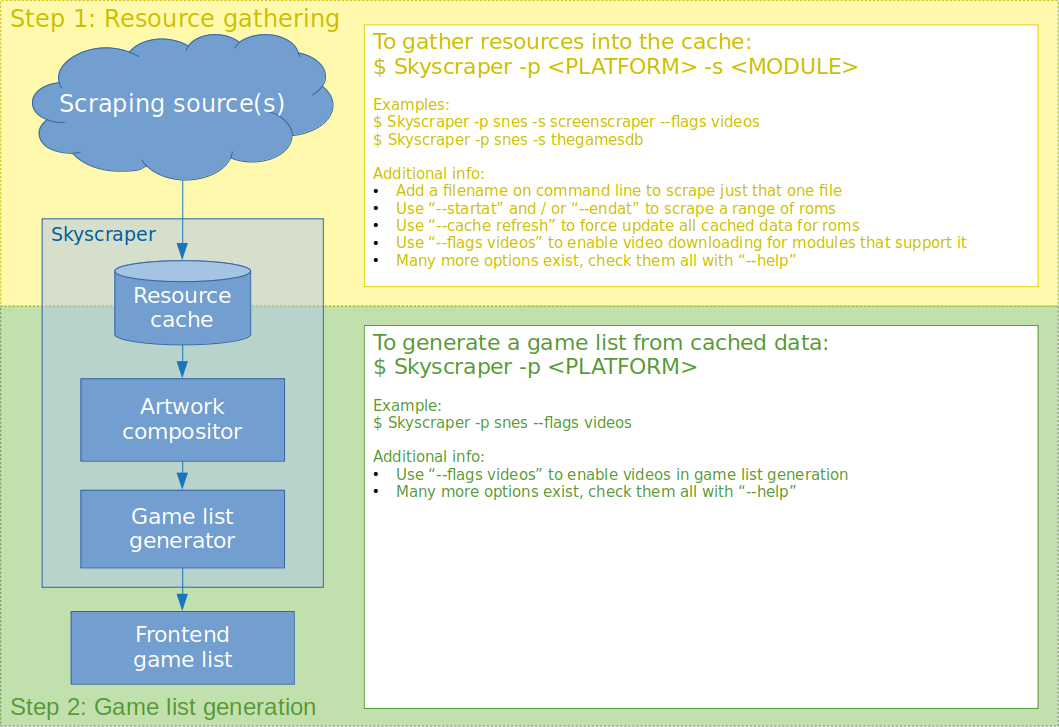 Step 1: Resource gathering
Scraping source(s)
Skyscraper
Resource
cache
Artwork
compositor
Game list
generator
Frontend
game list
Step 2: Game list generation
To gather resources into the cache:
$ Skyscraper -p <PLATFORM> -s <MODULE>
Examples:
$ Skyscraper -p snes -s screenscraper --flags videos
$ Skyscraper -p snes -s thegamesdb
Additional info:
• Add a filename on command line to scrape just that one file
• Use “--startat” and / or “--endat” to scrape a range of roms
• Use “--cache refresh” to force update all cached data for roms
• Use “--flags videos” to enable video downloading for modules that support it
• Many more options exist, check them all with “--help”
To generate a game list from cached data:
$ Skyscraper -p <PLATFORM>
Example:
$ Skyscraper -p snes --flags videos
Additional info:
• Use “--flags videos” to enable videos in game list generation
• Many more options exist, check them all with “--help”